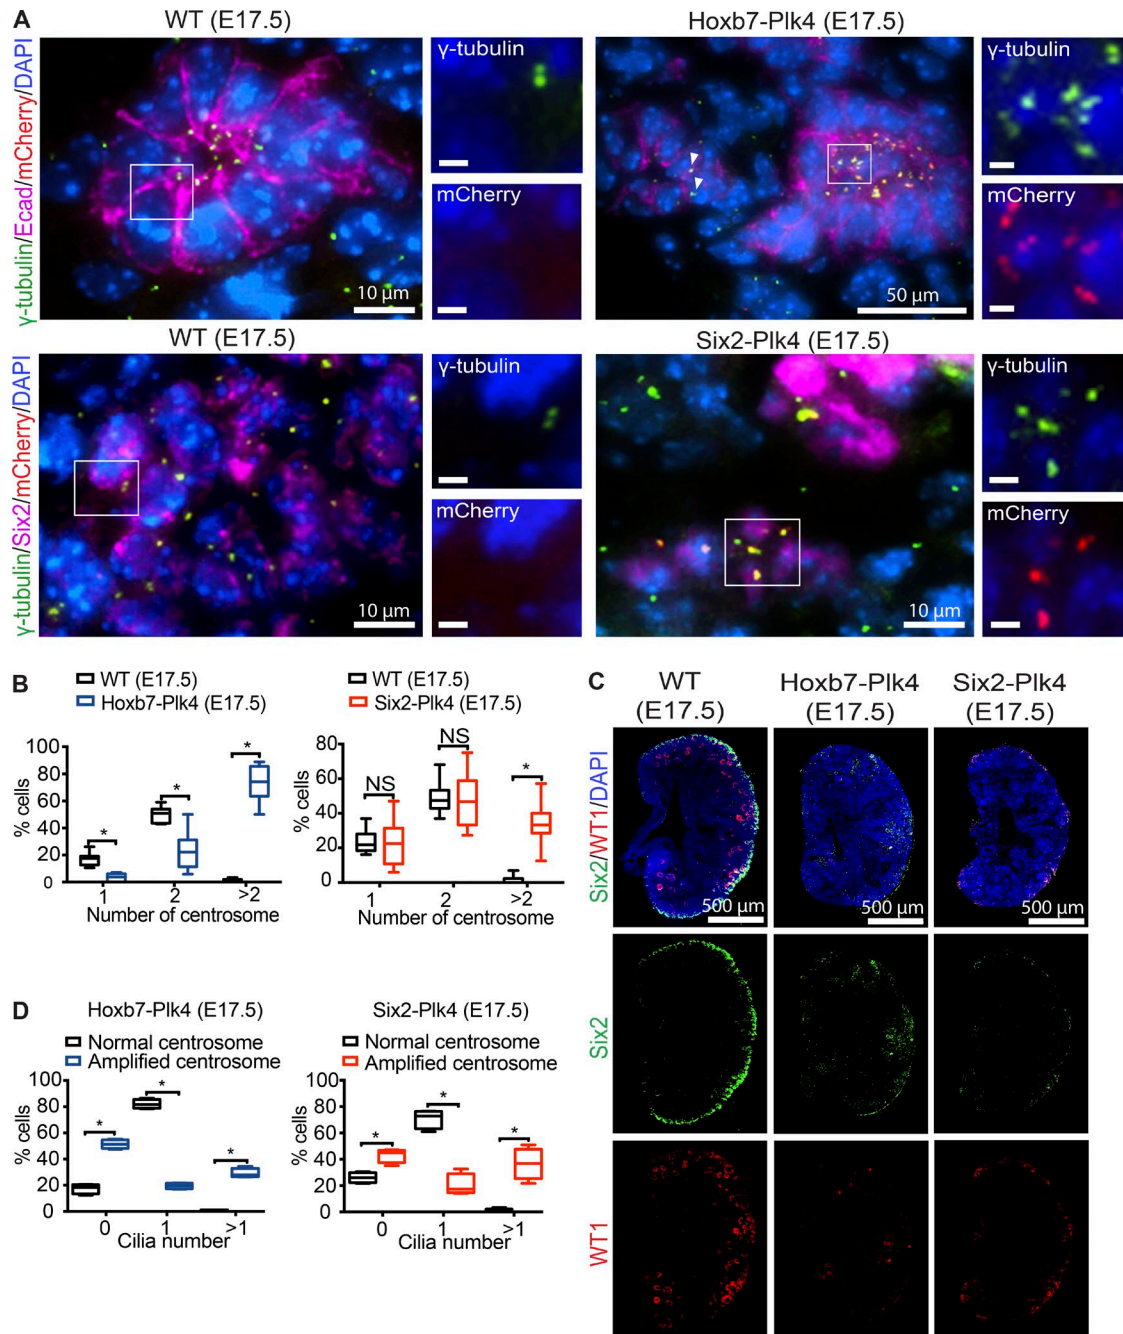 A
WT (E17.5)
Hoxb7-Plk4 (E17.5)
γ-tubulin/Ecad/mCherry/DAPI
γ-tubulin
mCherry
10 µm
γ-tubulin
mCherry
50 µm
WT (E17.5)
Six2-Plk4 (E17.5)
γ-tubulin/Six2/mCherry/DAPI
γ-tubulin
mCherry
10 µm
γ-tubulin
mCherry
10 µm
B
WT (E17.5)
Hoxb7-Plk4 (E17.5)
% cells
100
80
60
40
20
0
*
*
*
1 2 >2
Number of centrosome
WT (E17.5)
Six2-Plk4 (E17.5)
% cells
80
60
40
20
0
NS
NS
*
1 2 >2
Number of centrosome
C
WT
(E17.5)
Hoxb7-Plk4
(E17.5)
Six2-Plk4
(E17.5)
Six2/WT1/DAPI
500 µm
500 µm
500 µm
Six2
WT1
D
Hoxb7-Plk4 (E17.5)
Normal centrosome
Amplified centrosome
% cells
100
80
60
40
20
0
*
*
*
0 1 >1
Cilia number
Six2-Plk4 (E17.5)
Normal centrosome
Amplified centrosome
% cells
100
80
60
40
20
0
*
*
*
0 1 >1
Cilia number